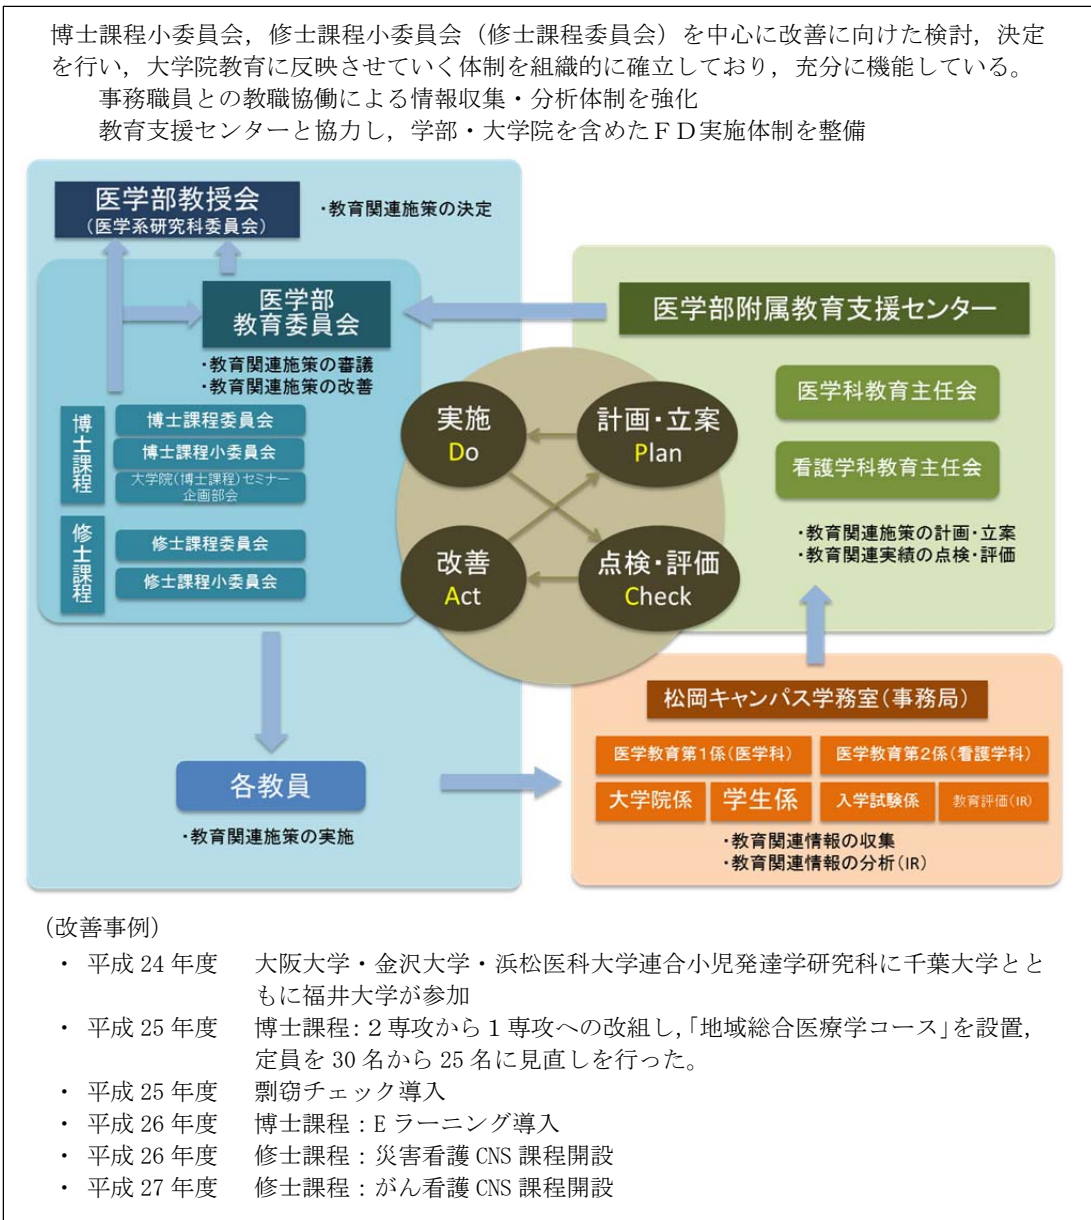 博士課程小委員会，修士課程小委員会（修士課程委員会）を中心に改善に向けた検討，決定
を行い，大学院教育に反映させていく体制を組織的に確立しており，充分に機能している。
事務職員との教職協働による情報収集・分析体制を強化
教育支援センターと協力し，学部・大学院を含めたＦＤ実施体制を整備
医学部教授会
（医学系研究科委員会）
・教育関連施策の決定
医学部
教育委員会
・教育関連施策の審議
・教育関連施策の改善
博士課程
博士課程委員会
博士課程小委員会
大学院（博士課程）セミナー
企画部会
修士課程
修士課程委員会
修士課程小委員会
各教員
・教育関連施策の実施
実施
Do
計画・立案
Plan
改善
Act
点検・評価
Check
医学部附属教育支援センター
医学科教育主任会
看護学科教育主任会
・教育関連施策の計画・立案
・教育関連実績の点検・評価
松岡キャンパス学務室（事務局）
医学教育第1係（医学科）
医学教育第2係（看護学科）
大学院係
学生係
入学試験係
教育評価（IR）
・教育関連情報の収集
・教育関連情報の分析（IR）
（改善事例）
・ 平成 24 年度 大阪大学・金沢大学・浜松医科大学連合小児発達学研究科に千葉大学とと
もに福井大学が参加
・ 平成 25 年度 博士課程：２専攻から１専攻への改組し，「地域総合医療学コース」を設置，
定員を 30 名から 25 名に見直しを行った。
・ 平成 25 年度 剽窃チェック導入
・ 平成 26 年度 博士課程：E ラーニング導入
・ 平成 26 年度 修士課程：災害看護 CNS 課程開設
・ 平成 27 年度 修士課程：がん看護 CNS 課程開設